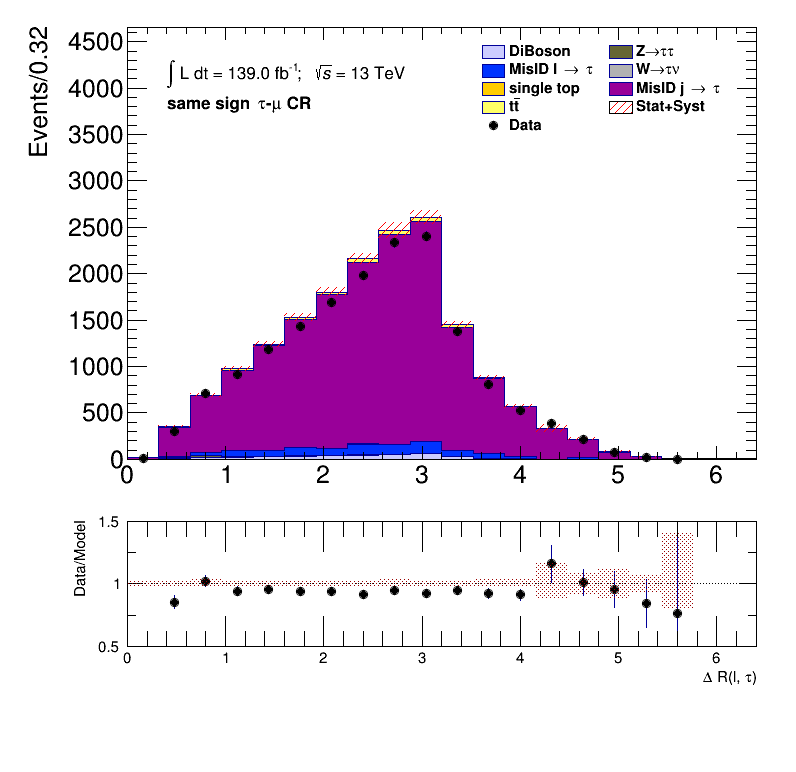 Events/0.32
4500
4000
3500
3000
2500
2000
1500
1000
500
0
∫ L dt = 139.0 fb⁻¹; √s = 13 TeV
same sign τ-μ CR
DiBoson
MisID l → τ
single top
tt̄
Data
Z→ττ
W→τν
MisID j → τ
Stat+Syst
0 1 2 3 4 5 6
Data/Model
1.5
1
0.5
0 1 2 3 4 5 6
Δ R(l, τ)